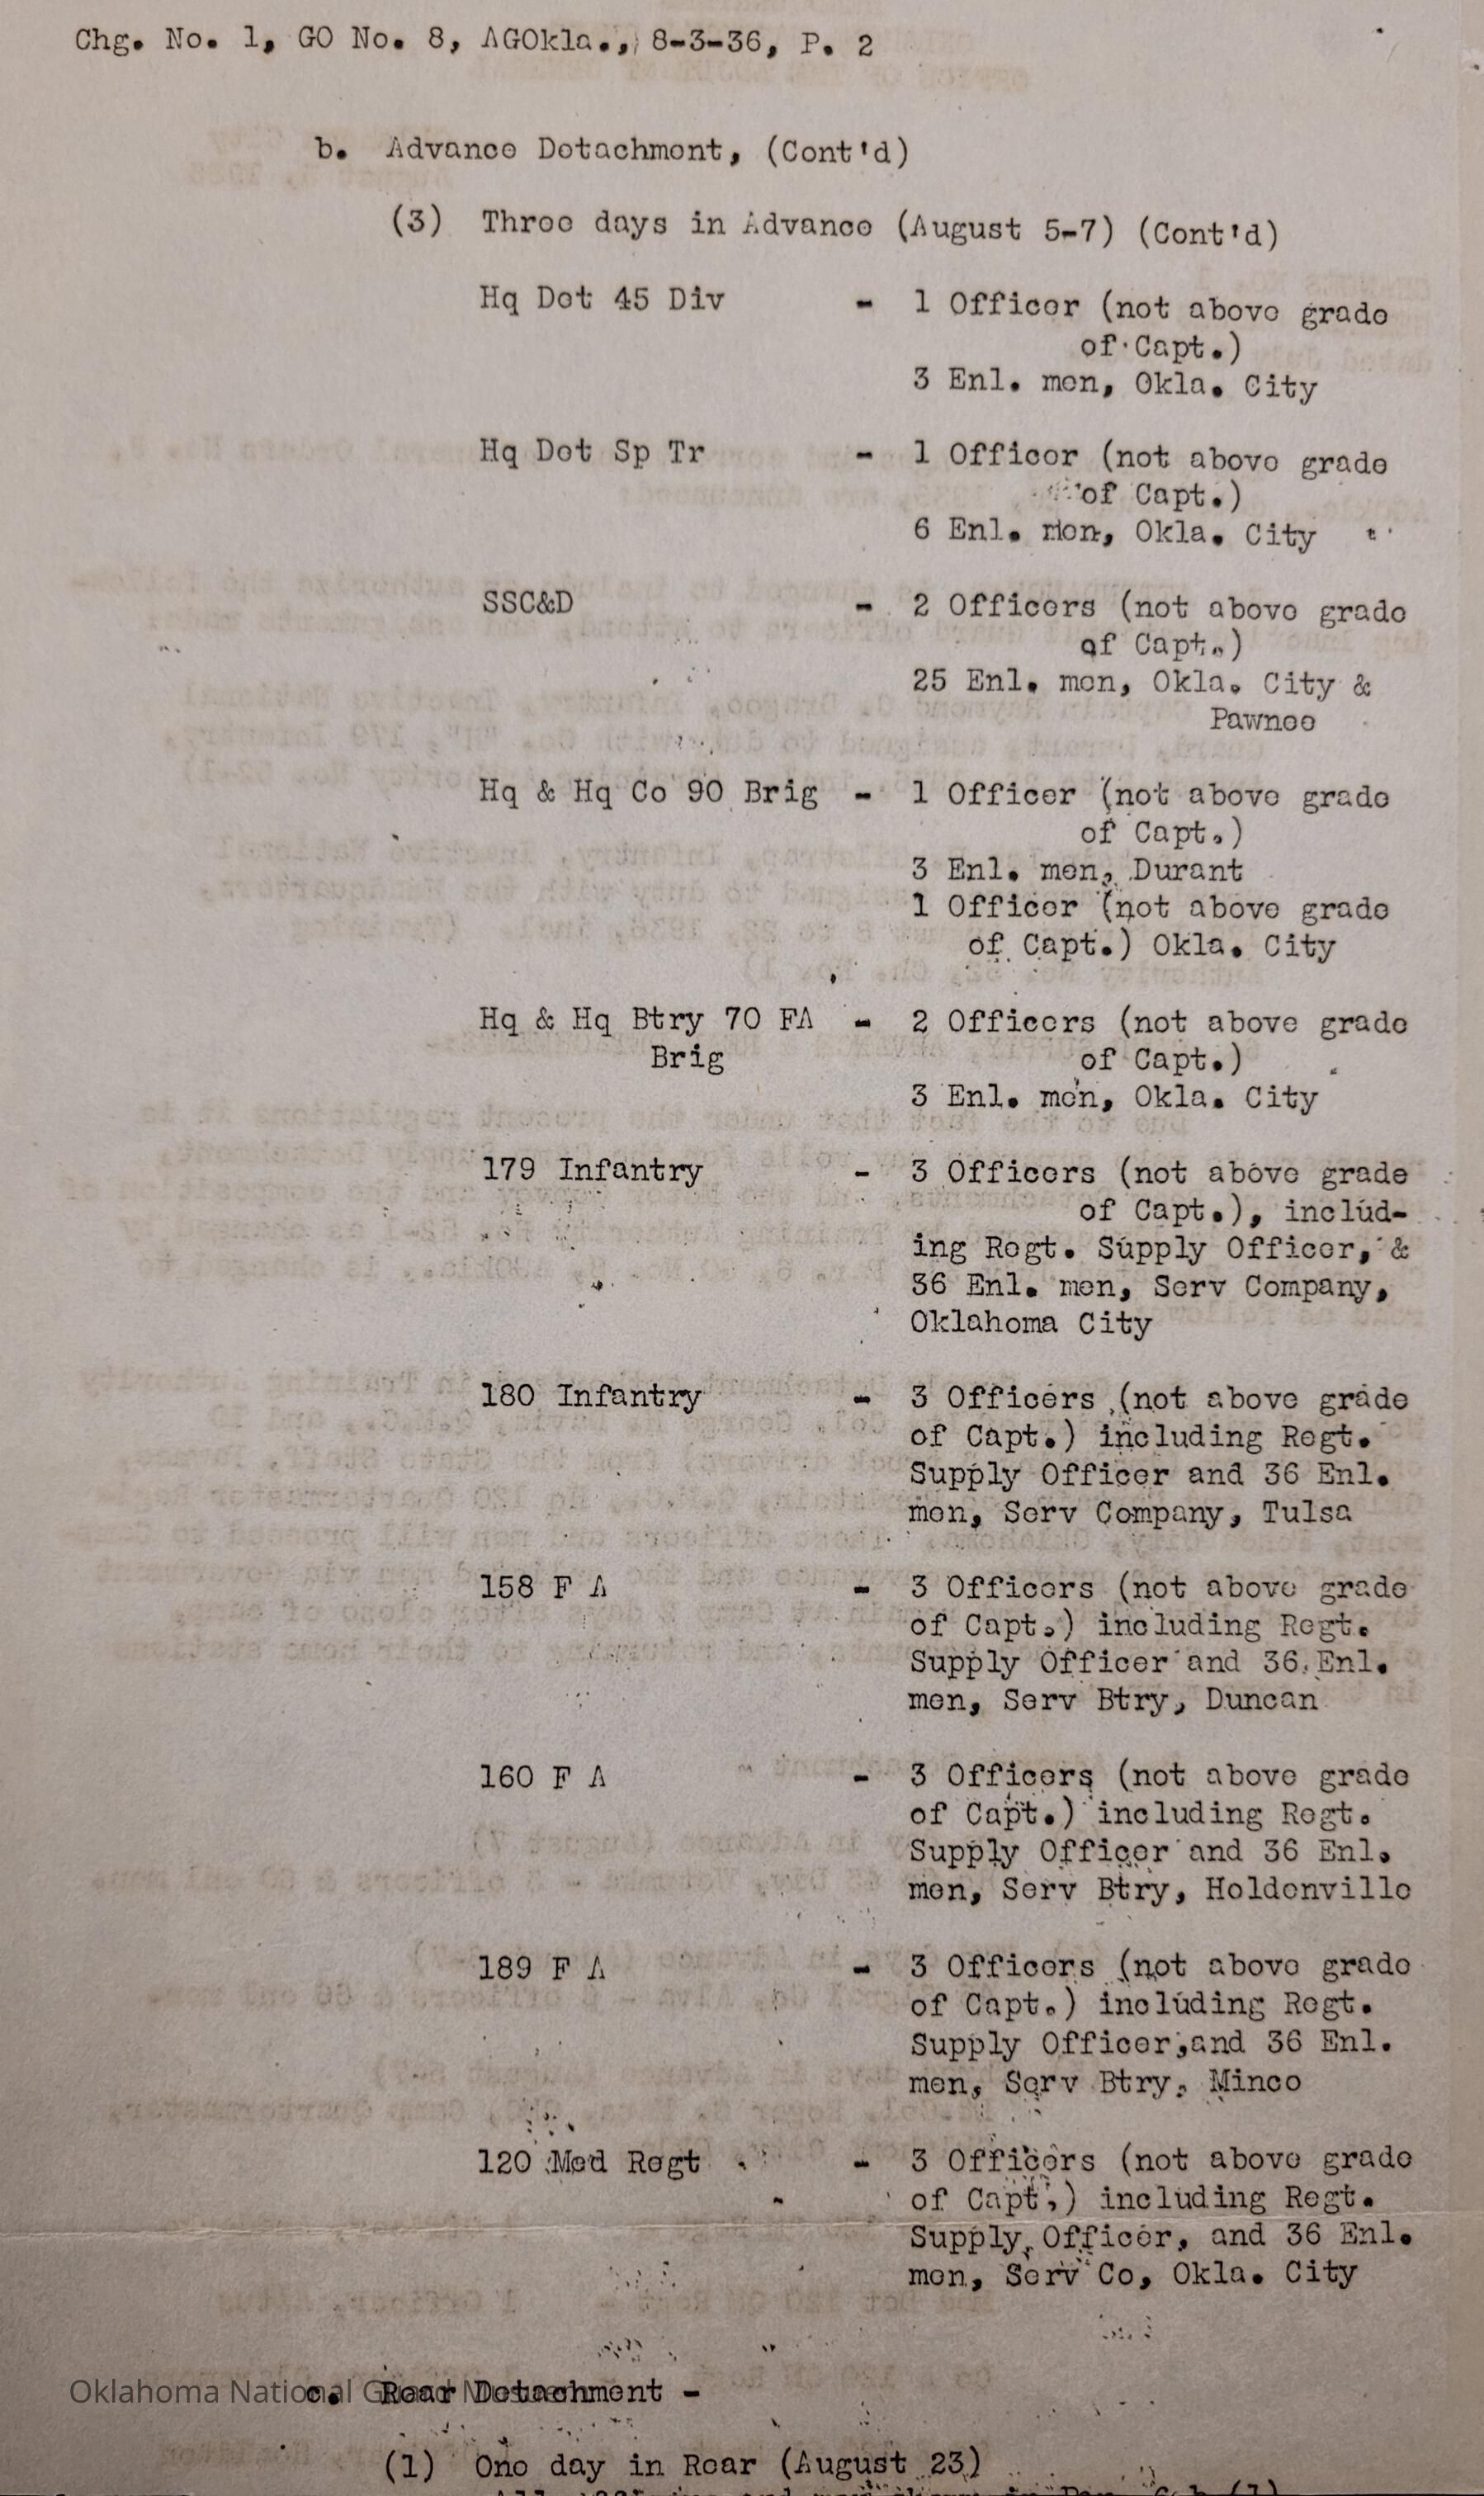 Chg. No. 1, GO No. 8, AGOkla., 8-3-36, P. 2
b. Advance Detachment, (Cont'd)
(3) Three days in Advance (August 5-7) (Cont'd)
Hq Det 45 Div - 1 Officer (not above grade
of Capt.)
3 Enl. men, Okla. City
Hq Det Sp Tr - 1 Officer (not above grade
of Capt.)
6 Enl. men, Okla. City
SSC&D - 2 Officers (not above grade
of Capt.)
25 Enl. men, Okla. City &
Pawnee
Hq & Hq Co 90 Brig - 1 Officer (not above grade
of Capt.)
3 Enl. men, Durant
1 Officer (not above grade
of Capt.) Okla. City
Hq & Hq Btry 70 FA - 2 Officers (not above grade
Brig of Capt.)
3 Enl. men, Okla. City
179 Infantry - 3 Officers (not above grade
of Capt.), includ-
ing Regt. Supply Officer, &
36 Enl. men, Serv Company,
Oklahoma City
180 Infantry - 3 Officers (not above grade
of Capt.) including Regt.
Supply Officer and 36 Enl.
men, Serv Company, Tulsa
158 F A - 3 Officers (not above grade
of Capt.) including Regt.
Supply Officer and 36 Enl.
men, Serv Btry, Duncan
160 F A - 3 Officers (not above grade
of Capt.) including Regt.
Supply Officer and 36 Enl.
men, Serv Btry, Holdenville
189 F A - 3 Officers (not above grade
of Capt.) including Regt.
Supply Officer, and 36 Enl.
men, Serv Btry, Minco
120 Med Regt - 3 Officers (not above grade
of Capt.) including Regt.
Supply Officer, and 36 Enl.
men, Serv Co, Okla. City
c. Rear Detachment -
Oklahoma National Guard Museum
(1) One day in Rear (August 23)